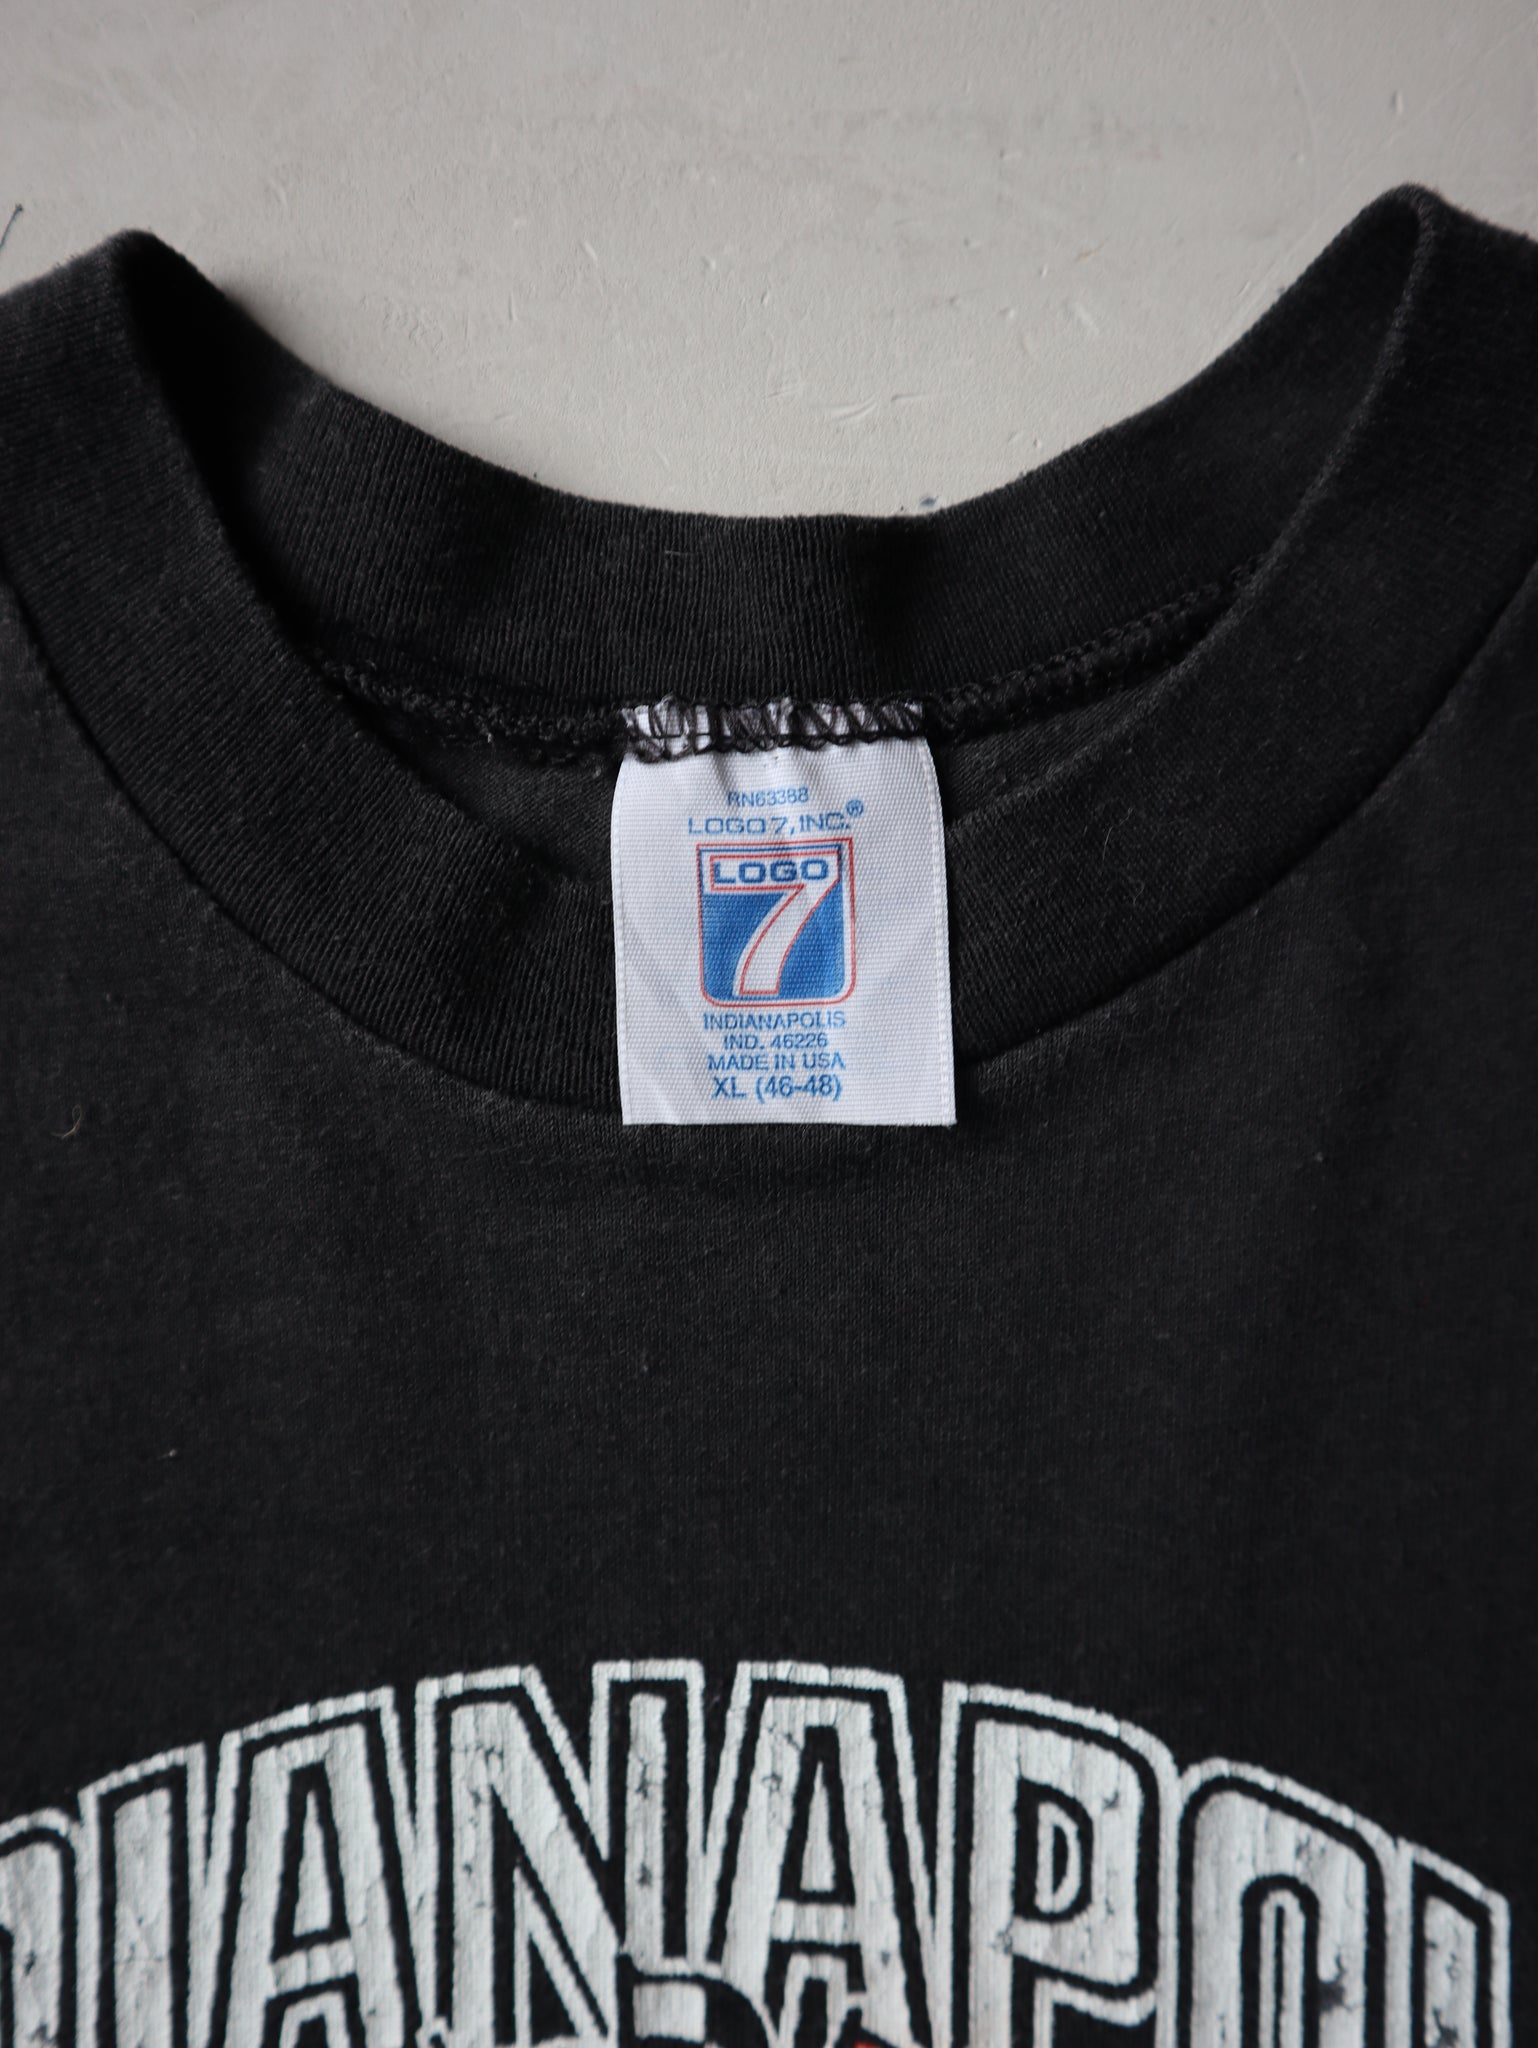 RN63388
LOGO 7, INC.®
LOGO
7
INDIANAPOLIS
IND. 46226
MADE IN USA
XL (46-48)
DIANAPOL